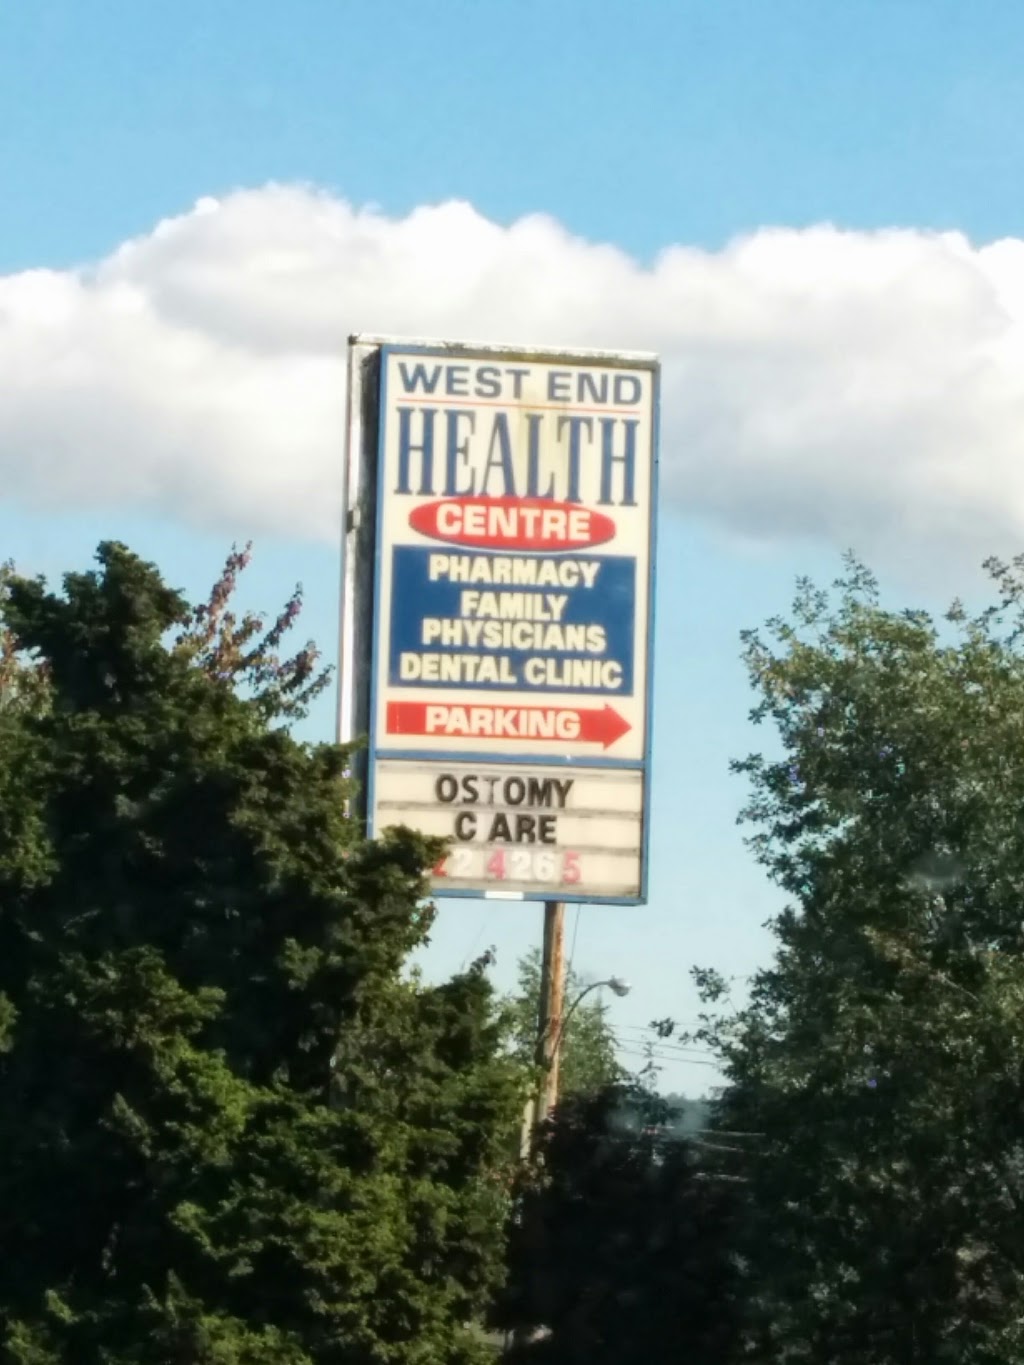 WEST END
HEALTH
CENTRE
PHARMACY
FAMILY
PHYSICIANS
DENTAL CLINIC
PARKING
OSTOMY
CARE